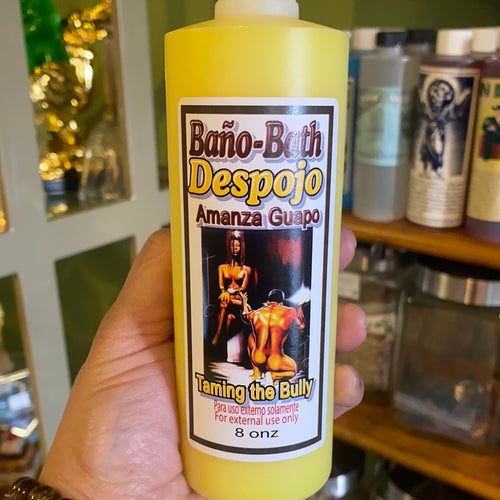 Baño-Bath
Despojo
Amanza Guapo
Taming the Bully
Para uso externo solamente
For external use only
8 onz